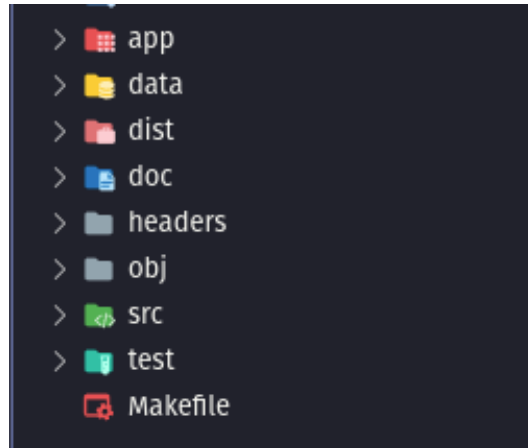 app
data
dist
doc
headers
obj
src
test
Makefile